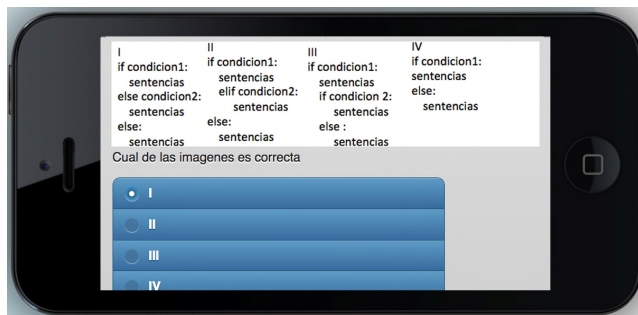 I
if condicion1:
sentencias
else condicion2:
sentencias
else:
sentencias
II
if condicion1:
sentencias
elif condicion2:
sentencias
else:
sentencias
III
if condicion1:
sentencias
if condicion 2:
sentencias
else :
sentencias
IV
if condicion1:
sentencias
else:
sentencias
Cual de las imagenes es correcta
I
II
III
IV